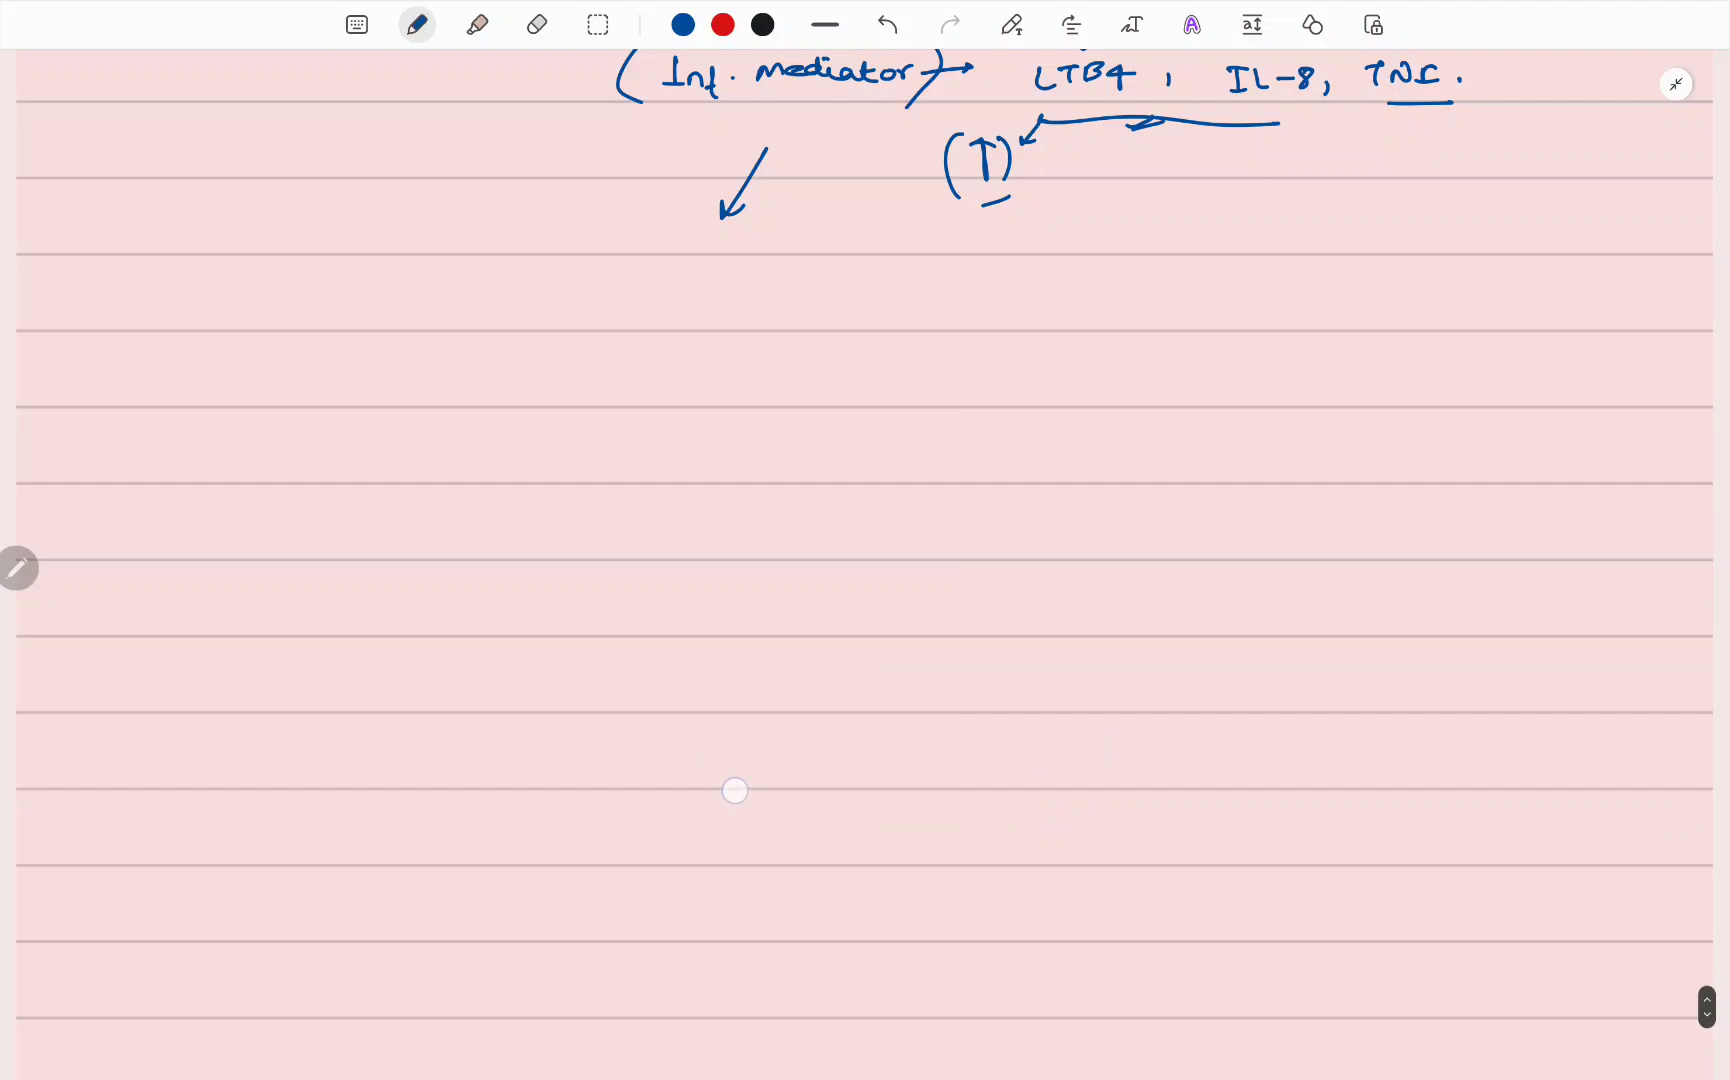 (Inf. mediator) → LTB4, IL-8, TNF.
(↑)